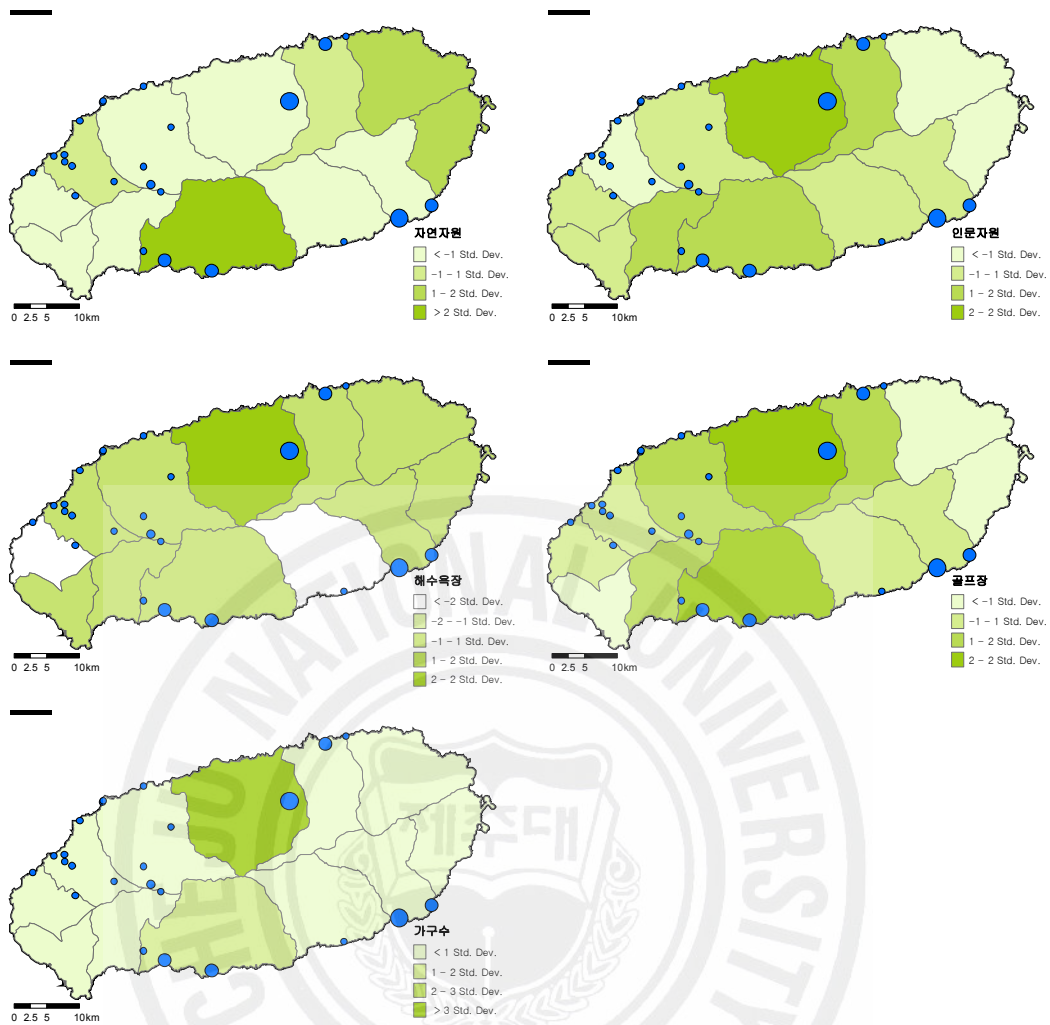 자연자원
< -1 Std. Dev.
-1 - 1 Std. Dev.
1 - 2 Std. Dev.
> 2 Std. Dev.
0 2.5 5 10km
인문자원
< -1 Std. Dev.
-1 - 1 Std. Dev.
1 - 2 Std. Dev.
2 - 2 Std. Dev.
0 2.5 5 10km
해수욕장
< -2 Std. Dev.
-2 - -1 Std. Dev.
-1 - 1 Std. Dev.
1 - 2 Std. Dev.
2 - 2 Std. Dev.
0 2.5 5 10km
골프장
< -1 Std. Dev.
-1 - 1 Std. Dev.
1 - 2 Std. Dev.
2 - 2 Std. Dev.
0 2.5 5 10km
가구수
< 1 Std. Dev.
1 - 2 Std. Dev.
2 - 3 Std. Dev.
> 3 Std. Dev.
0 2.5 5 10km
CHEJU NATIONAL UNIVERSITY
제주대